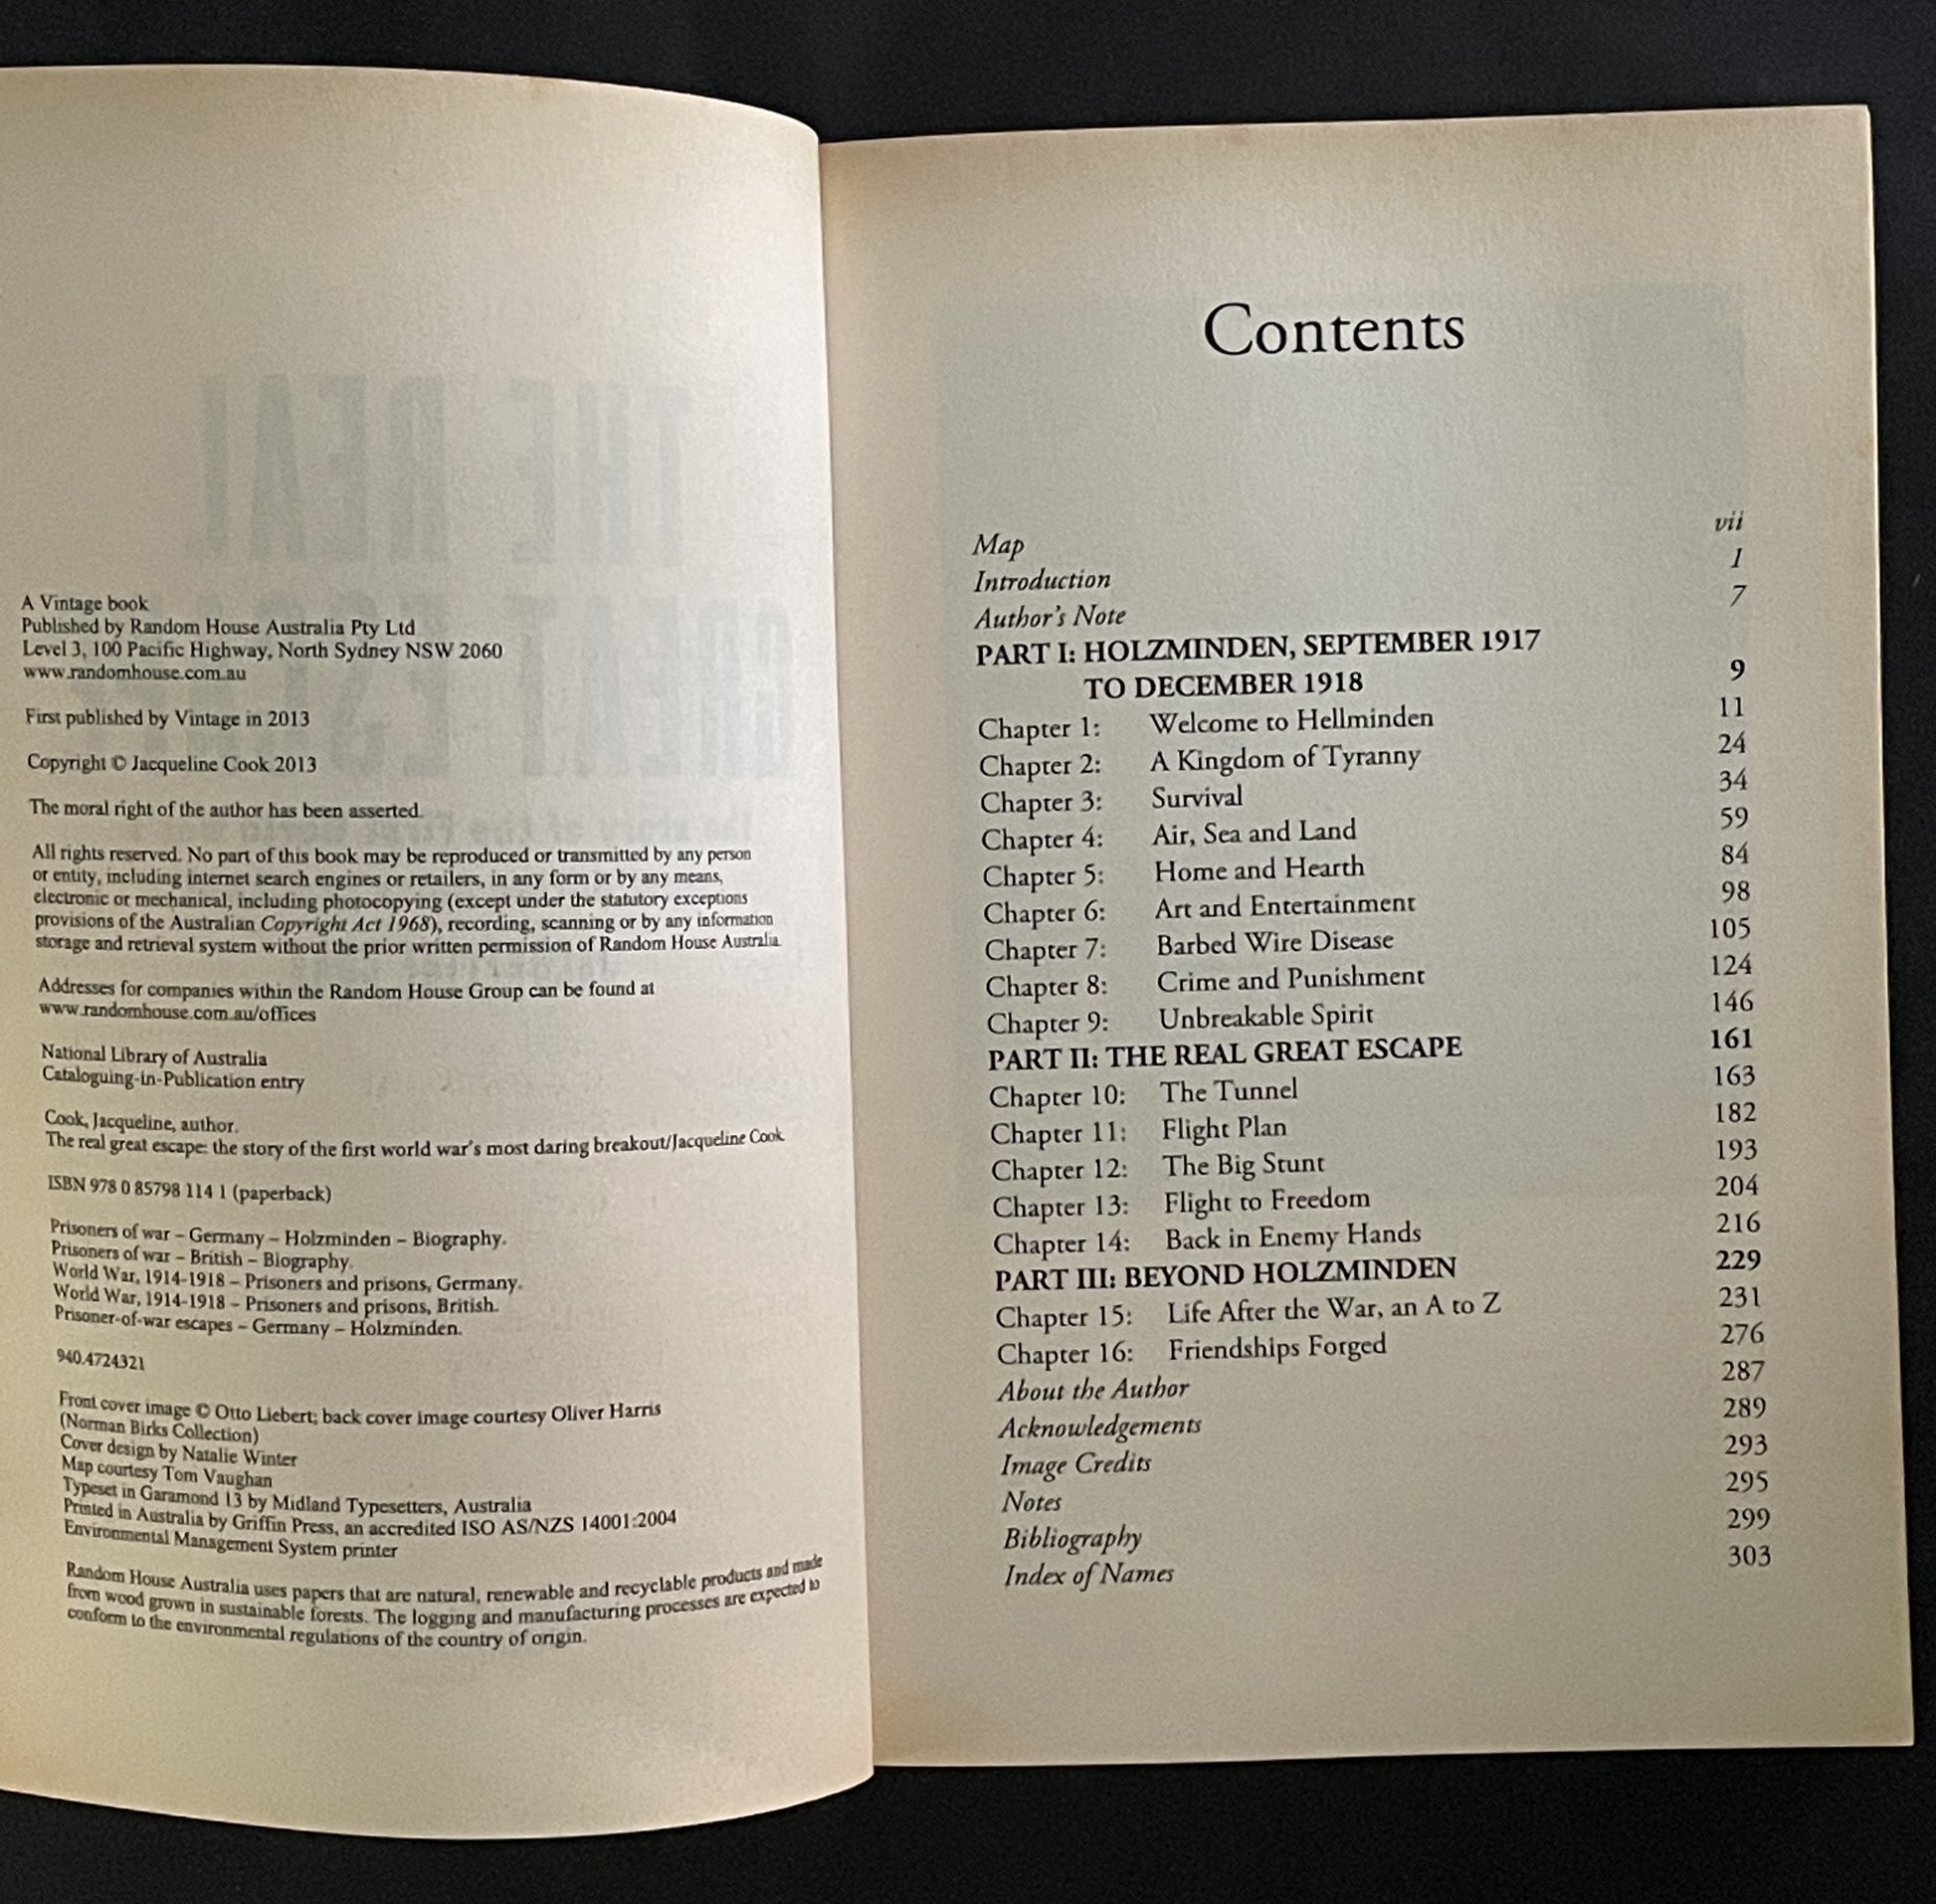 A Vintage book
Published by Random House Australia Pty Ltd
Level 3, 100 Pacific Highway, North Sydney NSW 2060
www.randomhouse.com.au
First published by Vintage in 2013
Copyright © Jacqueline Cook 2013
The moral right of the author has been asserted.
All rights reserved. No part of this book may be reproduced or transmitted by any person
or entity, including internet search engines or retailers, in any form or by any means,
electronic or mechanical, including photocopying (except under the statutory exceptions
provisions of the Australian Copyright Act 1968), recording, scanning or by any information
storage and retrieval system without the prior written permission of Random House Australia.
Addresses for companies within the Random House Group can be found at
www.randomhouse.com.au/offices
National Library of Australia
Cataloguing-in-Publication entry
Cook, Jacqueline, author.
The real great escape: the story of the first world war's most daring breakout/Jacqueline Cook.
ISBN 978 0 85798 114 1 (paperback)
Prisoners of war – Germany – Holzminden – Biography.
Prisoners of war – British – Biography.
World War, 1914-1918 – Prisoners and prisons, Germany.
World War, 1914-1918 – Prisoners and prisons, British.
Prisoner-of-war escapes – Germany – Holzminden.
940.4724321
Front cover image © Otto Liebert; back cover image courtesy Oliver Harris
(Norman Birks Collection)
Cover design by Natalie Winter
Map courtesy Tom Vaughan
Typeset in Garamond 13 by Midland Typesetters, Australia
Printed in Australia by Griffin Press, an accredited ISO AS/NZS 14001:2004
Environmental Management System printer
Random House Australia uses papers that are natural, renewable and recyclable products and made
from wood grown in sustainable forests. The logging and manufacturing processes are expected to
conform to the environmental regulations of the country of origin.
Contents
Map vii
Introduction 1
Author's Note 7
PART I: HOLZMINDEN, SEPTEMBER 1917
TO DECEMBER 1918 9
Chapter 1: Welcome to Hellminden 11
Chapter 2: A Kingdom of Tyranny 24
Chapter 3: Survival 34
Chapter 4: Air, Sea and Land 59
Chapter 5: Home and Hearth 84
Chapter 6: Art and Entertainment 98
Chapter 7: Barbed Wire Disease 105
Chapter 8: Crime and Punishment 124
Chapter 9: Unbreakable Spirit 146
PART II: THE REAL GREAT ESCAPE 161
Chapter 10: The Tunnel 163
Chapter 11: Flight Plan 182
Chapter 12: The Big Stunt 193
Chapter 13: Flight to Freedom 204
Chapter 14: Back in Enemy Hands 216
PART III: BEYOND HOLZMINDEN 229
Chapter 15: Life After the War, an A to Z 231
Chapter 16: Friendships Forged 276
About the Author 287
Acknowledgements 289
Image Credits 293
Notes 295
Bibliography 299
Index of Names 303